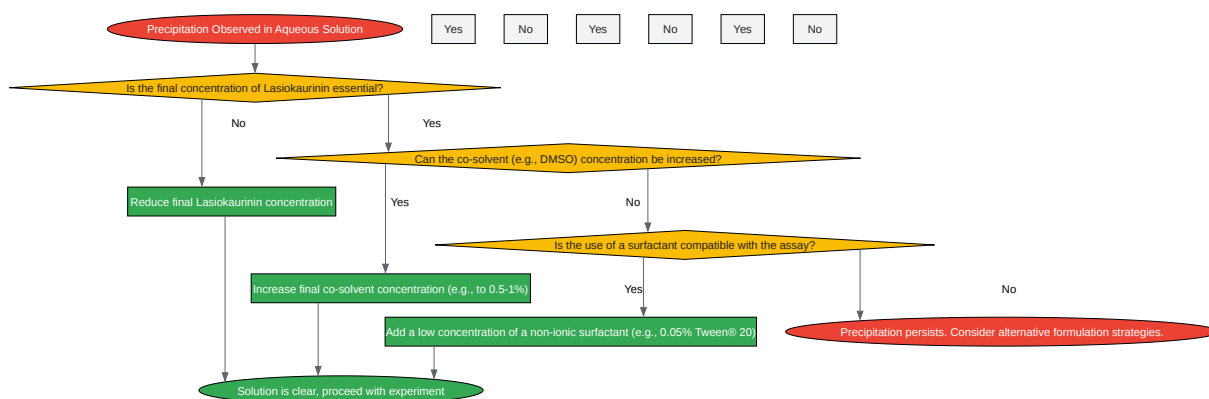 Precipitation Observed in Aqueous Solution
Yes
No
Yes
No
Yes
No
Is the final concentration of Lasiokaurinin essential?
No
Yes
Can the co-solvent (e.g., DMSO) concentration be increased?
Reduce final Lasiokaurinin concentration
Yes
No
Is the use of a surfactant compatible with the assay?
Increase final co-solvent concentration (e.g., to 0.5-1%)
Yes
No
Add a low concentration of a non-ionic surfactant (e.g., 0.05% Tween® 20)
Precipitation persists. Consider alternative formulation strategies.
Solution is clear, proceed with experiment